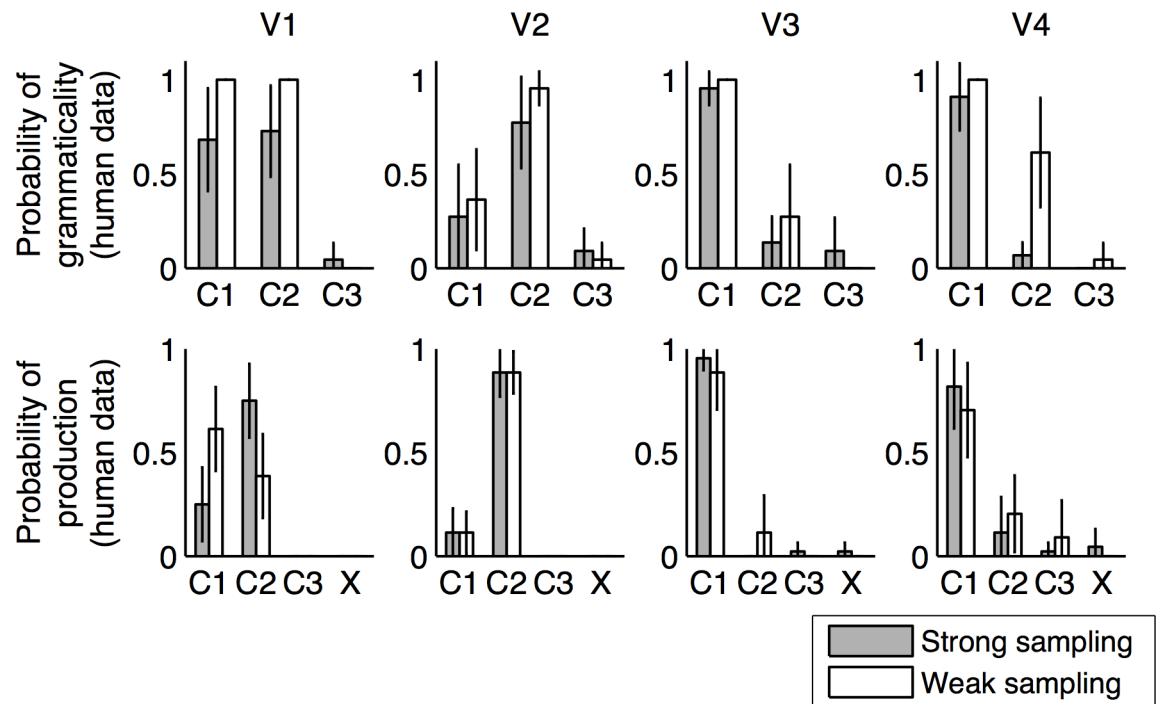 V1 V2 V3 V4
Probability of
grammaticality
(human data)
1 1 1 1
0.5 0.5 0.5 0.5
0 0 0 0
C1 C2 C3 C1 C2 C3 C1 C2 C3 C1 C2 C3
Probability of
production
(human data)
1 1 1 1
0.5 0.5 0.5 0.5
0 0 0 0
C1 C2 C3 X C1 C2 C3 X C1 C2 C3 X C1 C2 C3 X
Strong sampling
Weak sampling